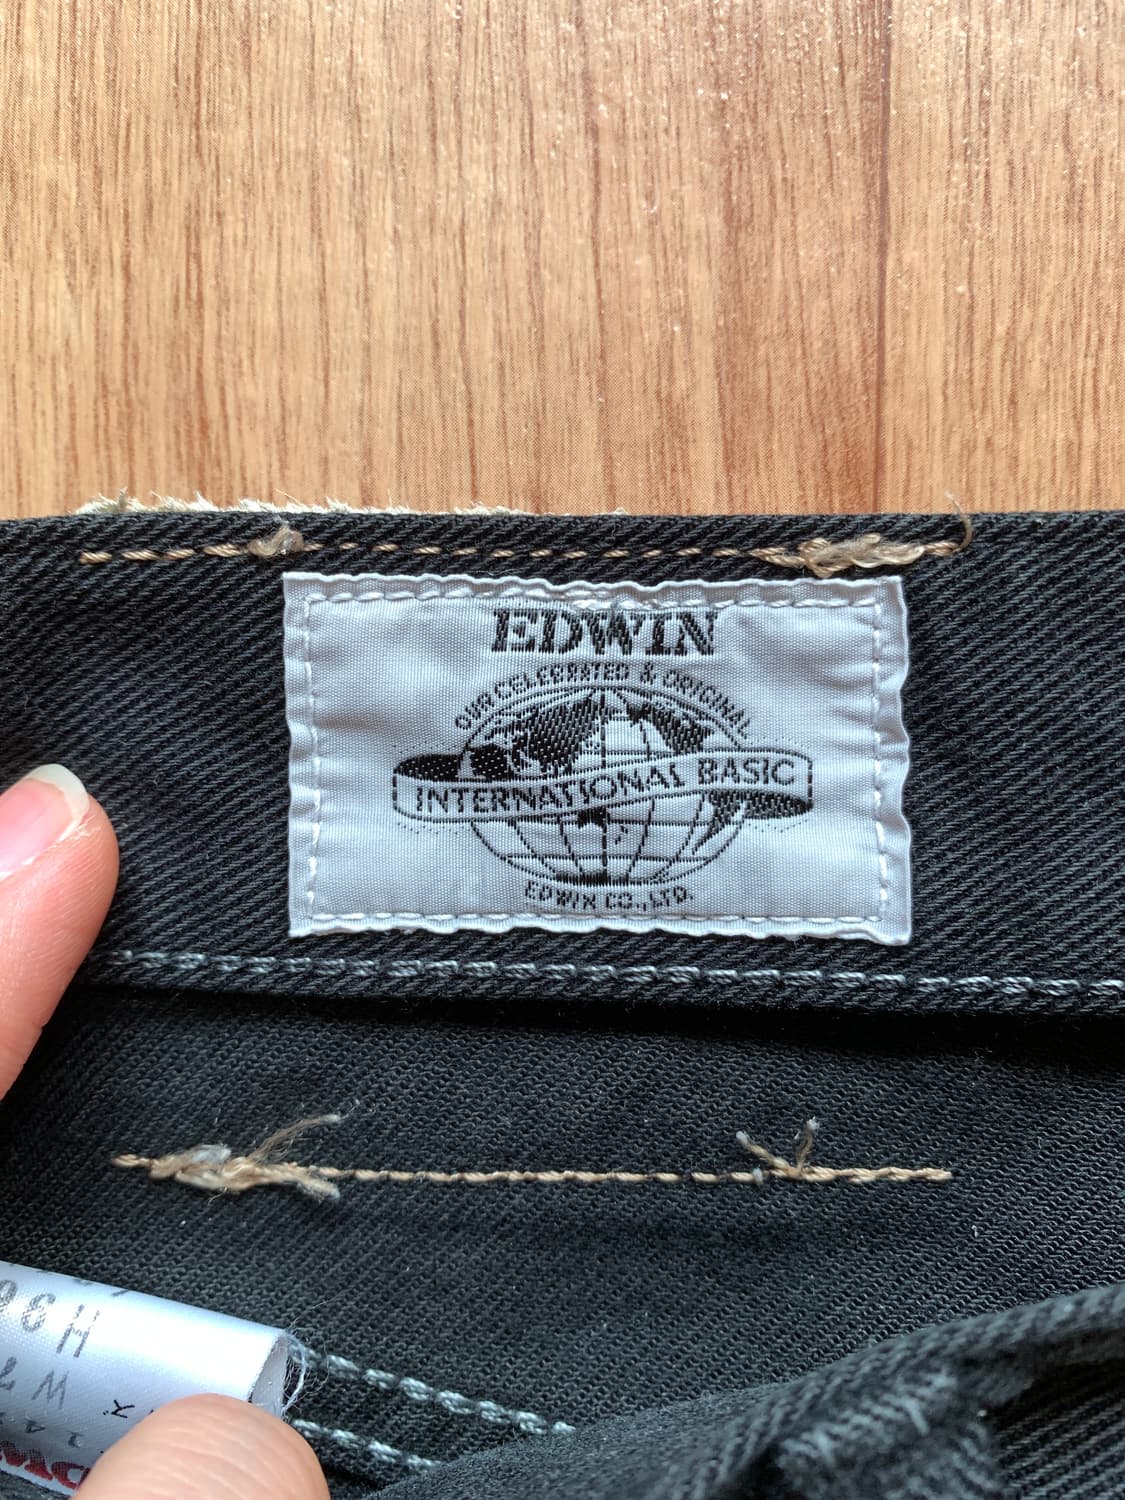 EDWIN
OUR CELEBRATED & ORIGINAL
INTERNATIONAL BASIC
EDWIN CO., LTD.